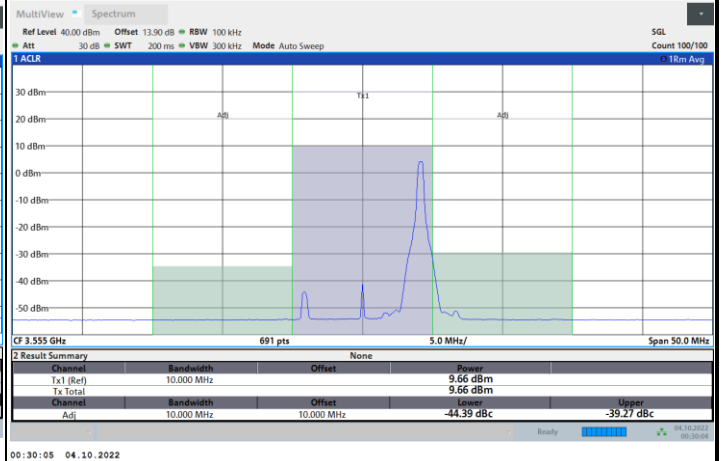 MultiView Spectrum
Ref Level 40.00 dBm Offset 13.90 dB RBW 100 kHz SGL
Att 30 dB SWT 200 ms VBW 300 kHz Mode Auto Sweep Count 100/100
1 ACLR 1Rm Avg
30 dBm
Tx1
20 dBm
Adj Adj
10 dBm
0 dBm
-10 dBm
-20 dBm
-30 dBm
-40 dBm
-50 dBm
CF 3.555 GHz 691 pts 5.0 MHz/ Span 50.0 MHz
2 Result Summary None
Channel Bandwidth Offset Power
Tx1 (Ref) 10.000 MHz 9.66 dBm
Tx Total 9.66 dBm
Channel Bandwidth Offset Lower Upper
Adj 10.000 MHz 10.000 MHz -44.39 dBc -39.27 dBc
Ready 04.10.2022
00:30:04
00:30:05 04.10.2022